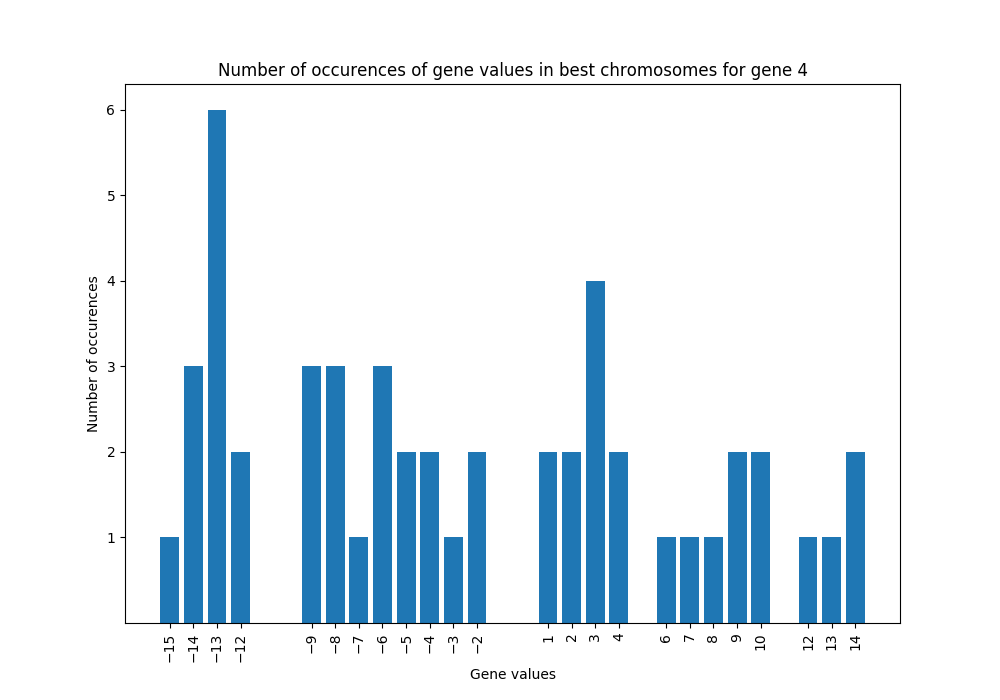 Number of occurences of gene values in best chromosomes for gene 4
6
5
4
3
2
1
Number of occurences
−15 −14 −13 −12 −9 −8 −7 −6 −5 −4 −3 −2 1 2 3 4 6 7 8 9 10 12 13 14
Gene values